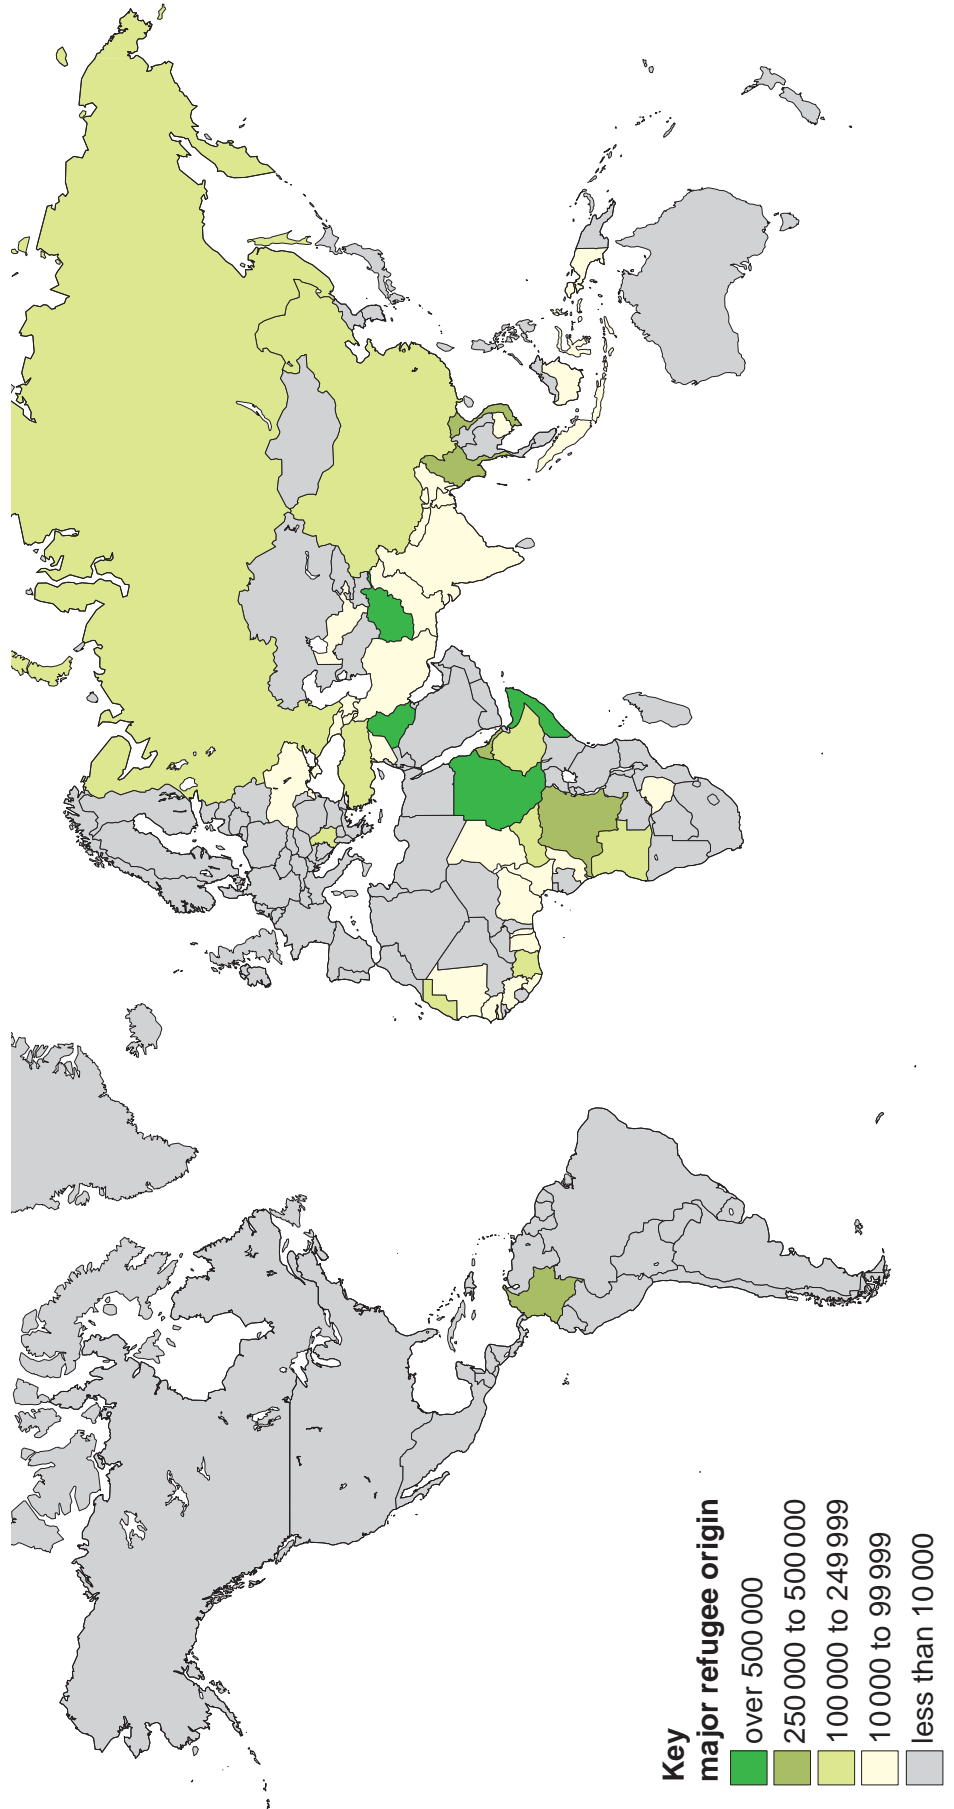 Key
major refugee origin
over 500 000
250 000 to 500 000
100 000 to 249 999
10 000 to 99 999
less than 10 000